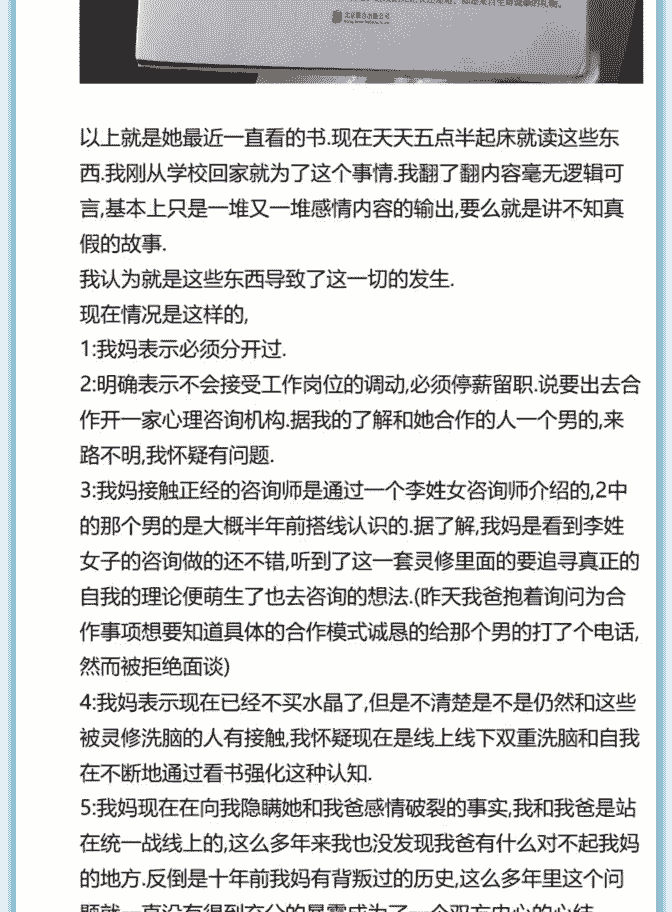 北京联合出版公司
以上就是她最近一直看的书.现在天天五点半起床就读这些东
西.我刚从学校回家就为了这个事情.我翻了翻内容毫无逻辑可
言,基本上只是一堆又一堆感情内容的输出,要么就是讲不知真
假的故事.
我认为就是这些东西导致了这一切的发生.
现在情况是这样的,
1:我妈表示必须分开过.
2:明确表示不会接受工作岗位的调动,必须停薪留职.说要出去合
作开一家心理咨询机构.据我的了解和她合作的人一个男的,来
路不明,我怀疑有问题.
3:我妈接触正经的咨询师是通过一个李姓女咨询师介绍的,2中
的那个男的是大概半年前搭线认识的.据了解,我妈是看到李姓
女子的咨询做的还不错,听到了这一套灵修里面的要追寻真正的
自我的理论便萌生了也去咨询的想法.(昨天我爸抱着询问为合
作事项想要知道具体的合作模式诚恳的给那个男的打了个电话,
然而被拒绝面谈)
4:我妈表示现在已经不买水晶了,但是不清楚是不是仍然和这些
被灵修洗脑的人有接触,我怀疑现在是线上线下双重洗脑和自我
在不断地通过看书强化这种认知.
5:我妈现在在向我隐瞒她和我爸感情破裂的事实,我和我爸是站
在统一战线上的,这么多年来我也没发现我爸有什么对不起我妈
的地方.反倒是十年前我妈有背叛过的历史,这么多年里这个问